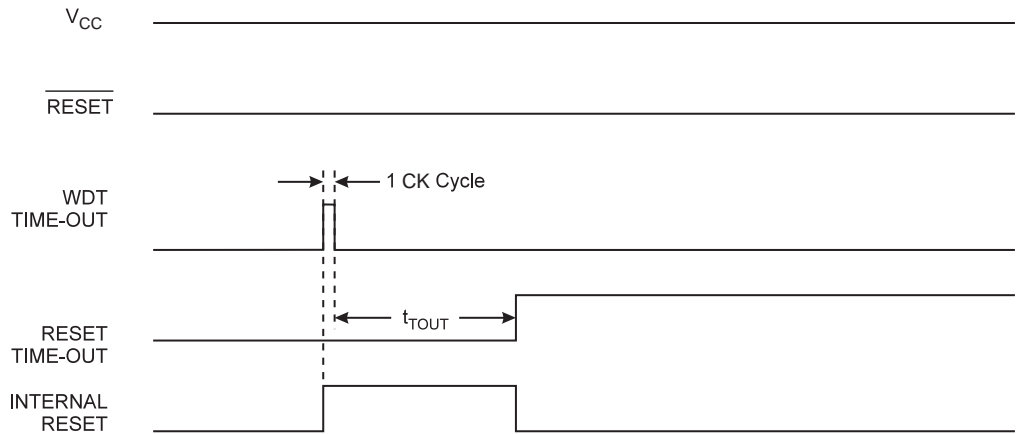 VCC
RESET
1 CK Cycle
WDT
TIME-OUT
tTOUT
RESET
TIME-OUT
INTERNAL
RESET